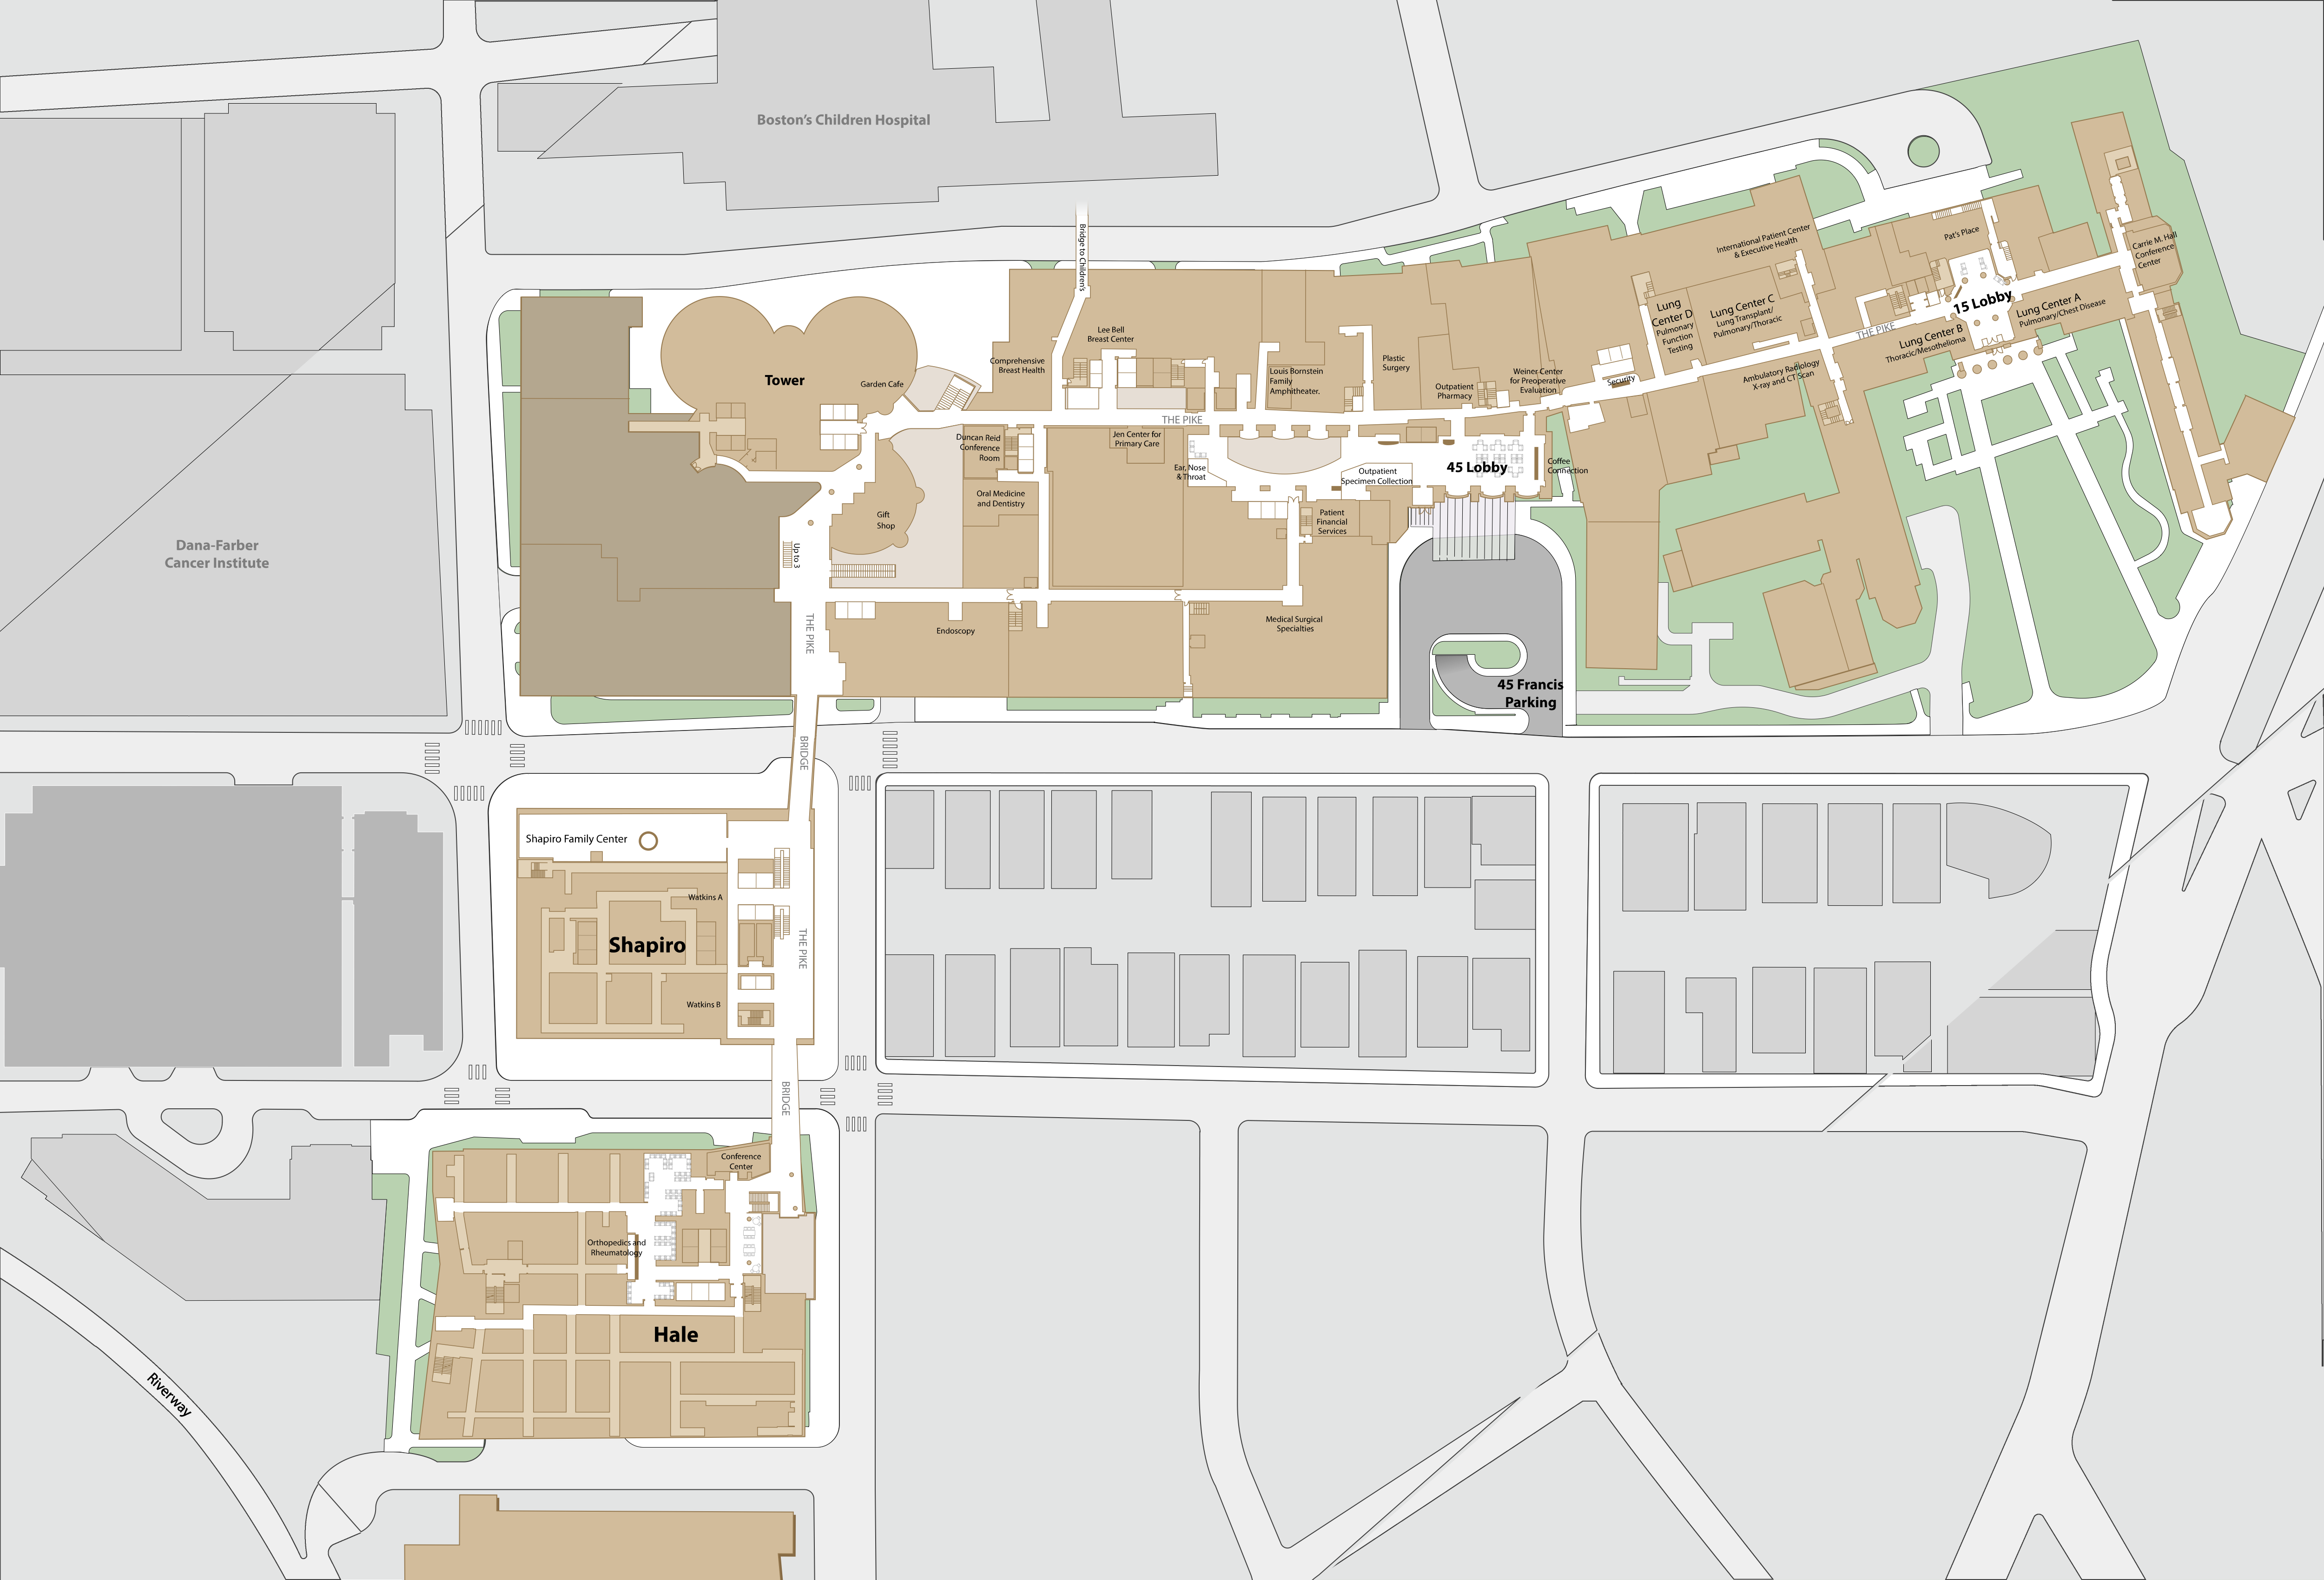 Boston's Children Hospital
Bridge to Children's
International Patient Center
& Executive Health
Pat's Place
Carrie M. Hall
Conference
Center
Lung
Center D
Pulmonary
Function
Testing
Lung Center C
Lung Transplant/
Pulmonary/Thoracic
15 Lobby
Lung Center A
Pulmonary/Chest Disease
THE PIKE
Lung Center B
Thoracic/Mesothelioma
Lee Bell
Breast Center
Comprehensive
Breast Health
Tower
Garden Cafe
Louis Bornstein
Family
Amphitheater.
Plastic
Surgery
Outpatient
Pharmacy
Weiner Center
for Preoperative
Evaluation
Security
Ambulatory Radiology
X-ray and CT Scan
THE PIKE
Duncan Reid
Conference
Room
Jen Center for
Primary Care
Ear, Nose
& Throat
Outpatient
Specimen Collection
45 Lobby
Coffee
Connection
Oral Medicine
and Dentistry
Gift
Shop
Patient
Financial
Services
Dana-Farber
Cancer Institute
Up to 3
THE PIKE
Endoscopy
Medical Surgical
Specialties
45 Francis
Parking
BRIDGE
Shapiro Family Center
Watkins A
Shapiro
THE PIKE
Watkins B
BRIDGE
Conference
Center
Orthopedics and
Rheumatology
Hale
Riverway